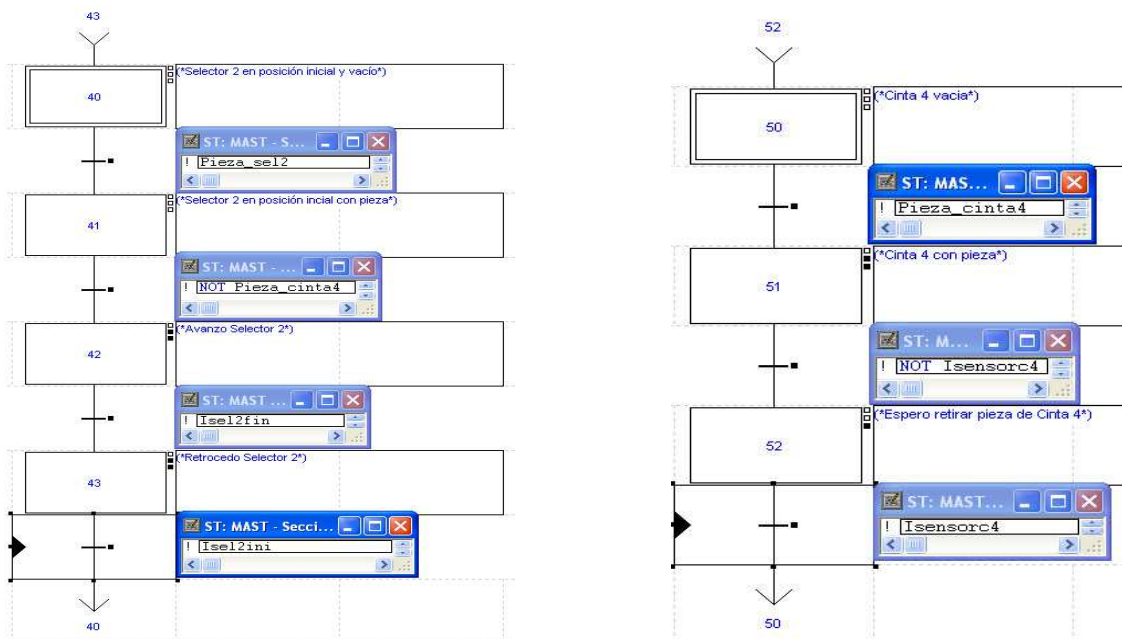 43
40
(*Selector 2 en posición inicial y vacío*)
ST: MAST - S...
! Pieza_sel2
41
(*Selector 2 en posición incial con pieza*)
ST: MAST - ...
! NOT Pieza_cinta4
42
(*Avanzo Selector 2*)
ST: MAST ...
! Isel2fin
43
(*Retrocedo Selector 2*)
ST: MAST - Secci...
! Isel2ini
40
52
50
(*Cinta 4 vacia*)
ST: MAS...
! Pieza_cinta4
51
(*Cinta 4 con pieza*)
ST: M...
! NOT Isensorc4
52
(*Espero retirar pieza de Cinta 4*)
ST: MAST...
! Isensorc4
50